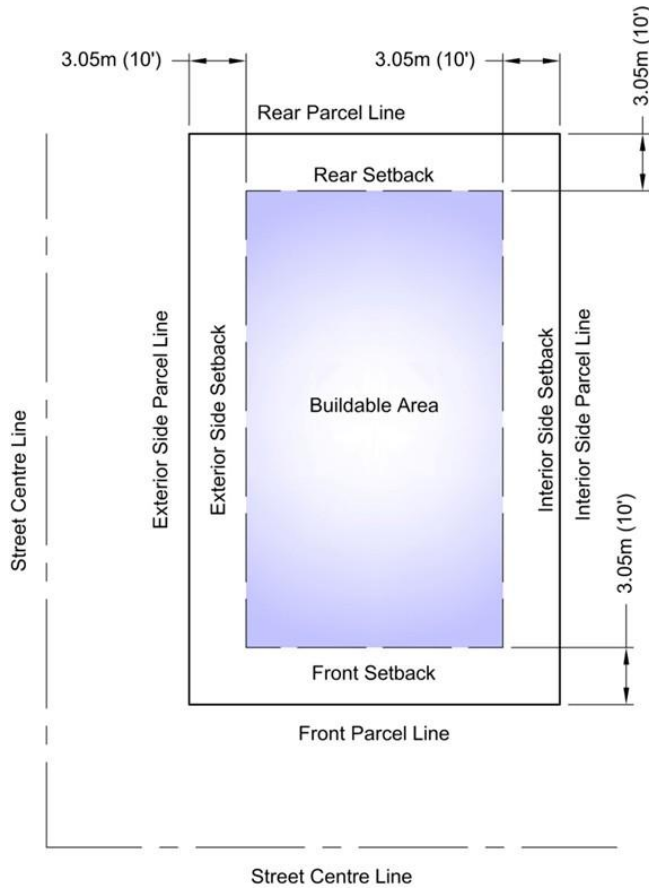 3.05m (10')
3.05m (10')
3.05m (10')
Rear Parcel Line
Rear Setback
Street Centre Line
Exterior Side Parcel Line
Exterior Side Setback
Buildable Area
Interior Side Setback
Interior Side Parcel Line
3.05m (10')
Front Setback
Front Parcel Line
Street Centre Line